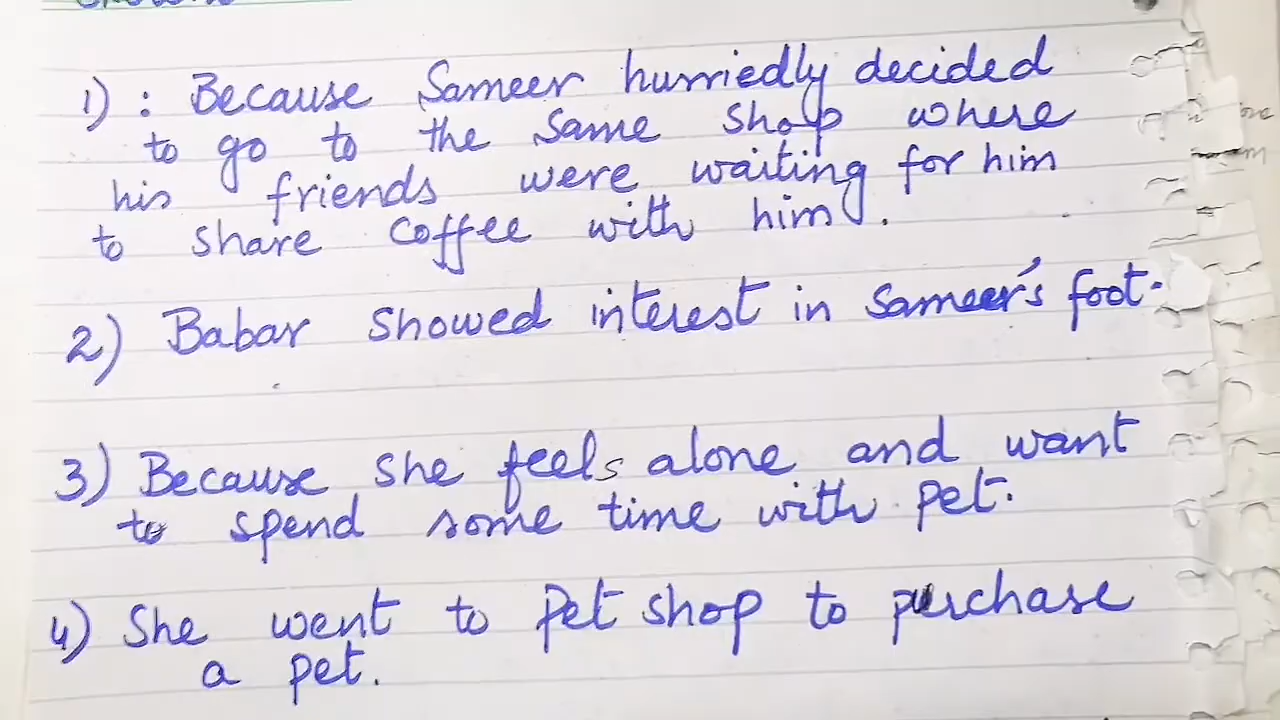 1) : Because Sameer hurriedly decided
to go to the same shop where
his friends were waiting for him
to share coffee with him.
2) Babar showed interest in Sameer's foot.
3) Because she feels alone and want
to spend some time with pet.
4) She went to Pet shop to purchase
a pet.